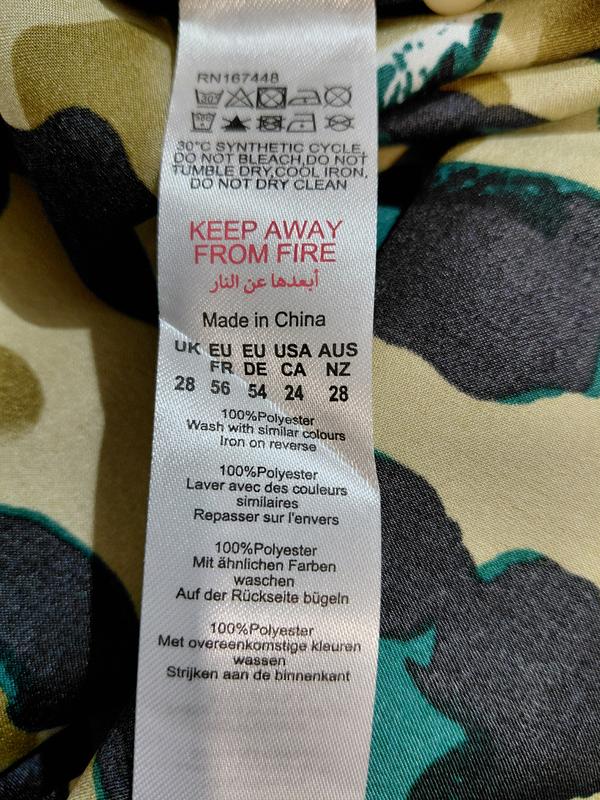 RN167448
30°C SYNTHETIC CYCLE,
DO NOT BLEACH,DO NOT
TUMBLE DRY,COOL IRON,
DO NOT DRY CLEAN
KEEP AWAY
FROM FIRE
أبعدها عن النار
Made in China
UK EU EU USA AUS
FR DE CA NZ
28 56 54 24 28
100%Polyester
Wash with similar colours
Iron on reverse
100%Polyester
Laver avec des couleurs
similaires
Repasser sur l'envers
100%Polyester
Mit ähnlichen Farben
waschen
Auf der Rückseite bügeln
100%Polyester
Met overeenkomstige kleuren
wassen
Strijken aan de binnenkant